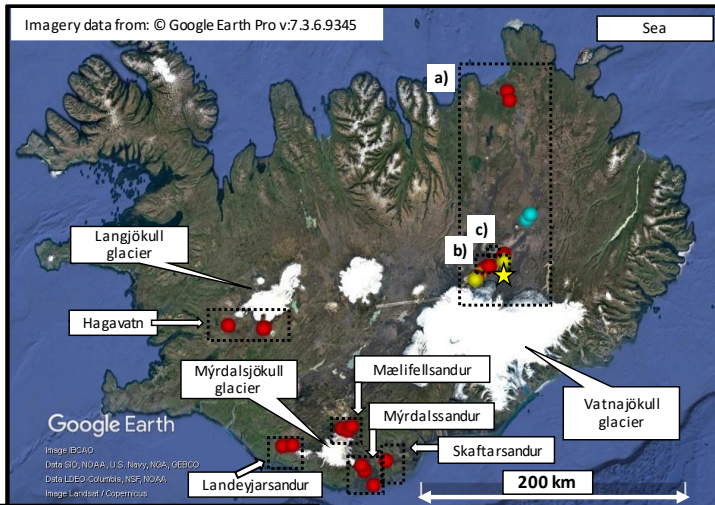 Imagery data from: © Google Earth Pro v:7.3.6.9345
Sea
a)
c)
b)
Langjökull
glacier
Hagavatn
Mýrdalsjökull
glacier
Mælifellsandur
Mýrdalssandur
Vatnajökull
glacier
Skaftarsandur
Landeyjarsandur
200 km
Google Earth
Image IBCAO
Data SIO, NOAA, U.S. Navy, NGA, GEBCO
Data LDEO-Columbia, NSF, NOAA
Image Landsat / Copernicus